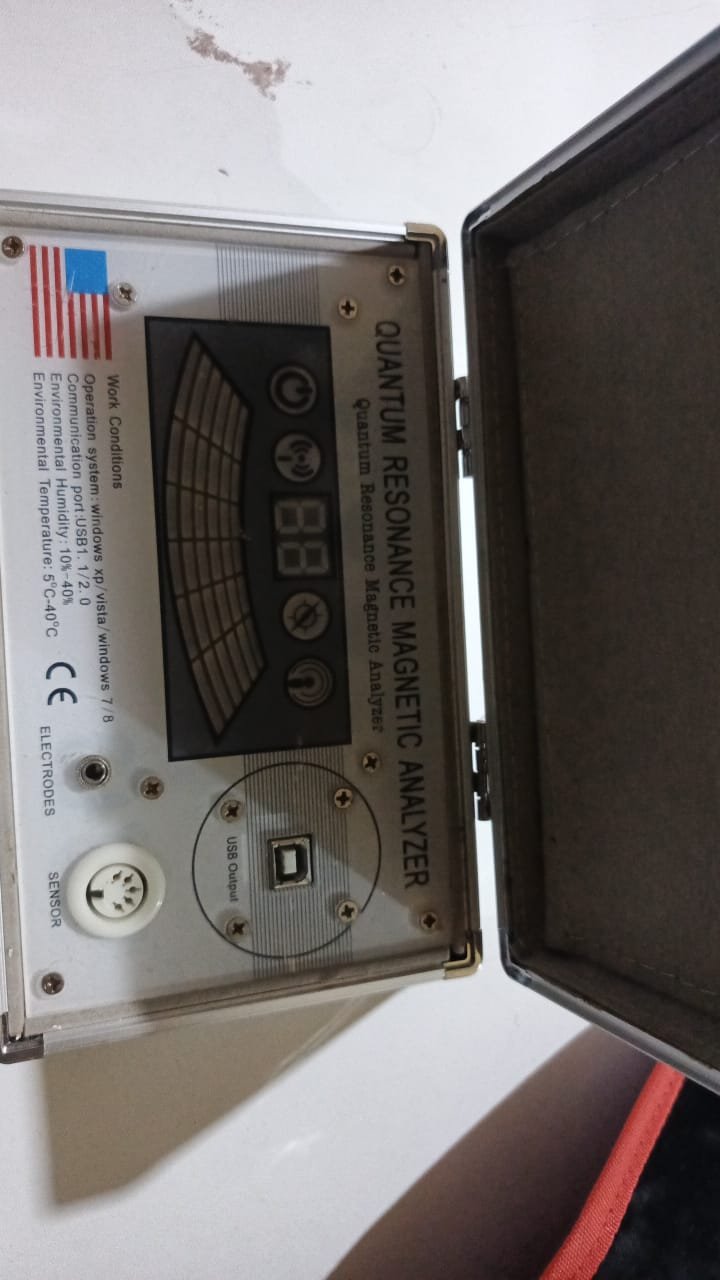 QUANTUM RESONANCE MAGNETIC ANALYZER
Quantum Resonance Magnetic Analyzer
88
USB Output
Work Conditions
Operation system:windows xp/vista/windows 7/8
Communication port:USB1.1/2.0
Environmental Humidity:10%-40%
Environmental Temperature: 5°C-40°C
CE
ELECTRODES
SENSOR